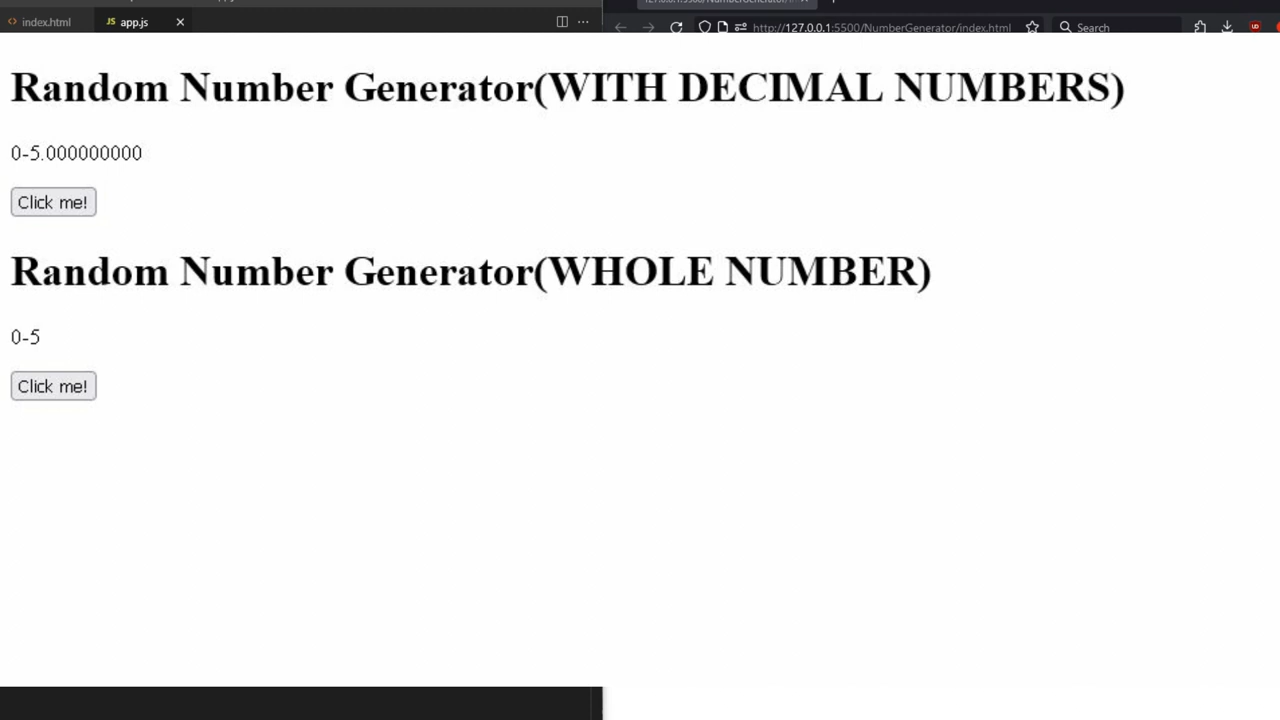 index.html
app.js
http://127.0.0.1:5500/NumberGenerator/index.html
Search
Random Number Generator(WITH DECIMAL NUMBERS)
0-5.000000000
Click me!
Random Number Generator(WHOLE NUMBER)
0-5
Click me!